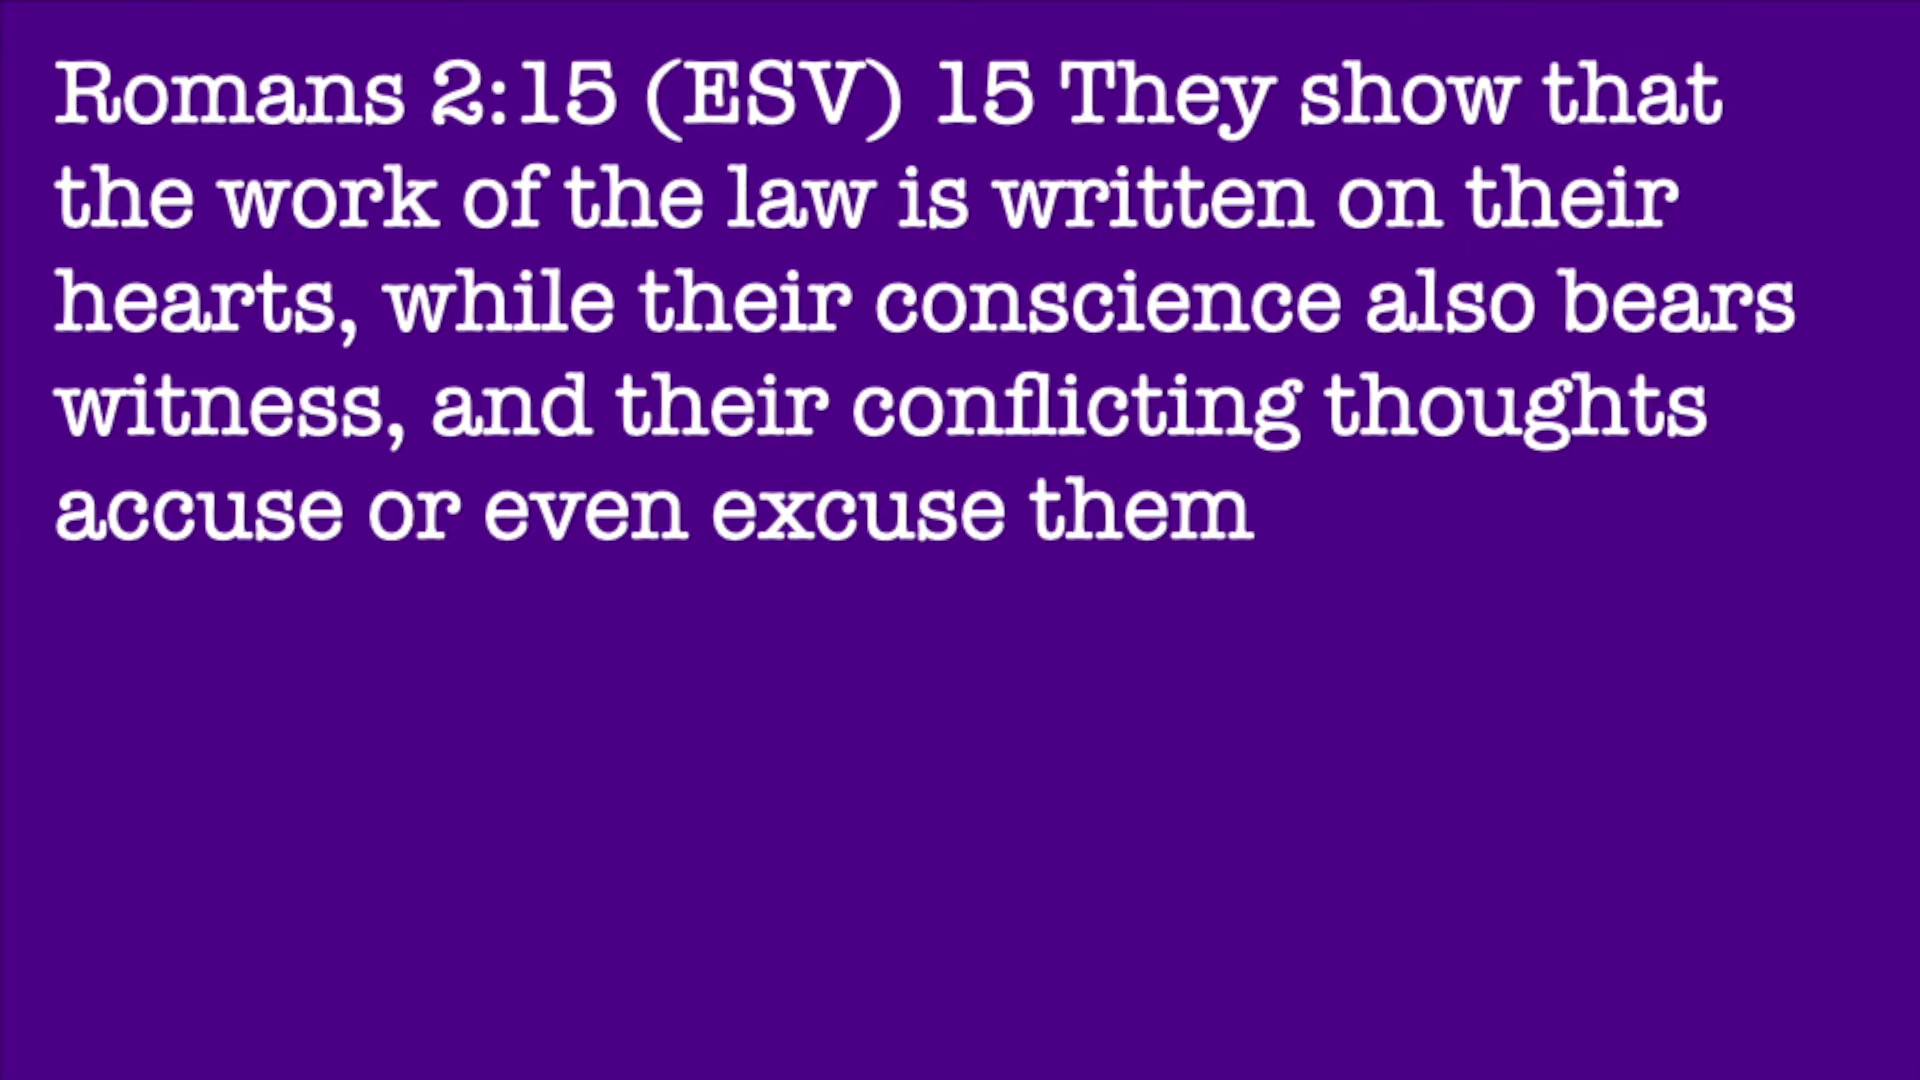 Romans 2:15 (ESV) 15 They show that
the work of the law is written on their
hearts, while their conscience also bears
witness, and their conflicting thoughts
accuse or even excuse them